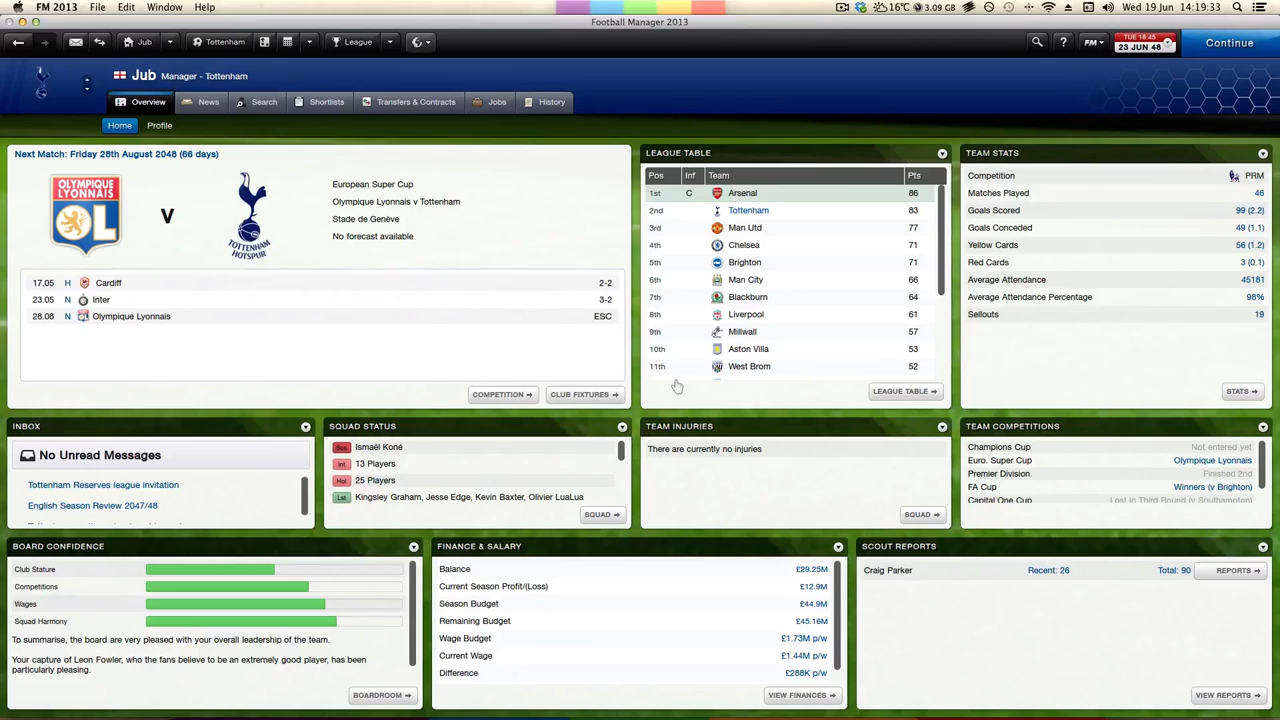 FM 2013 File Edit Window Help 16°C 3.09 GB Wed 19 Jun 14:19:33
Football Manager 2013
Jub Tottenham League FM TUE 18:45 23 JUN 48 Continue
Jub Manager - Tottenham
Overview News Search Shortlists Transfers & Contracts Jobs History
Home Profile
Next Match: Friday 28th August 2048 (66 days)
OLYMPIQUE LYONNAIS
OL
V
TOTTENHAM HOTSPUR
European Super Cup
Olympique Lyonnais v Tottenham
Stade de Genève
No forecast available
17.05 H Cardiff 2-2
23.05 N Inter 3-2
28.08 N Olympique Lyonnais ESC
COMPETITION CLUB FIXTURES
LEAGUE TABLE
Pos Inf Team Pts
1st C Arsenal 86
2nd Tottenham 83
3rd Man Utd 77
4th Chelsea 71
5th Brighton 71
6th Man City 66
7th Blackburn 64
8th Liverpool 61
9th Millwall 57
10th Aston Villa 53
11th West Brom 52
LEAGUE TABLE
TEAM STATS
Competition PRM
Matches Played 46
Goals Scored 99 (2.2)
Goals Conceded 49 (1.1)
Yellow Cards 56 (1.2)
Red Cards 3 (0.1)
Average Attendance 45181
Average Attendance Percentage 98%
Sellouts 19
STATS
INBOX
No Unread Messages
Tottenham Reserves league invitation
English Season Review 2047/48
SQUAD STATUS
Sus Ismaël Koné
Int 13 Players
Hol 25 Players
Lst Kingsley Graham, Jesse Edge, Kevin Baxter, Olivier LuaLua
SQUAD
TEAM INJURIES
There are currently no injuries
SQUAD
TEAM COMPETITIONS
Champions Cup Not entered yet
Euro. Super Cup Olympique Lyonnais
Premier Division Finished 2nd
FA Cup Winners (v Brighton)
Capital One Cup Lost in Third Round (v Southampton)
BOARD CONFIDENCE
Club Stature
Competitions
Wages
Squad Harmony
To summarise, the board are very pleased with your overall leadership of the team.
Your capture of Leon Fowler, who the fans believe to be an extremely good player, has been
particularly pleasing.
BOARDROOM
FINANCE & SALARY
Balance £29.25M
Current Season Profit/(Loss) £12.9M
Season Budget £44.9M
Remaining Budget £45.16M
Wage Budget £1.73M p/w
Current Wage £1.44M p/w
Difference £288K p/w
VIEW FINANCES
SCOUT REPORTS
Craig Parker Recent: 26 Total: 90 REPORTS
VIEW REPORTS